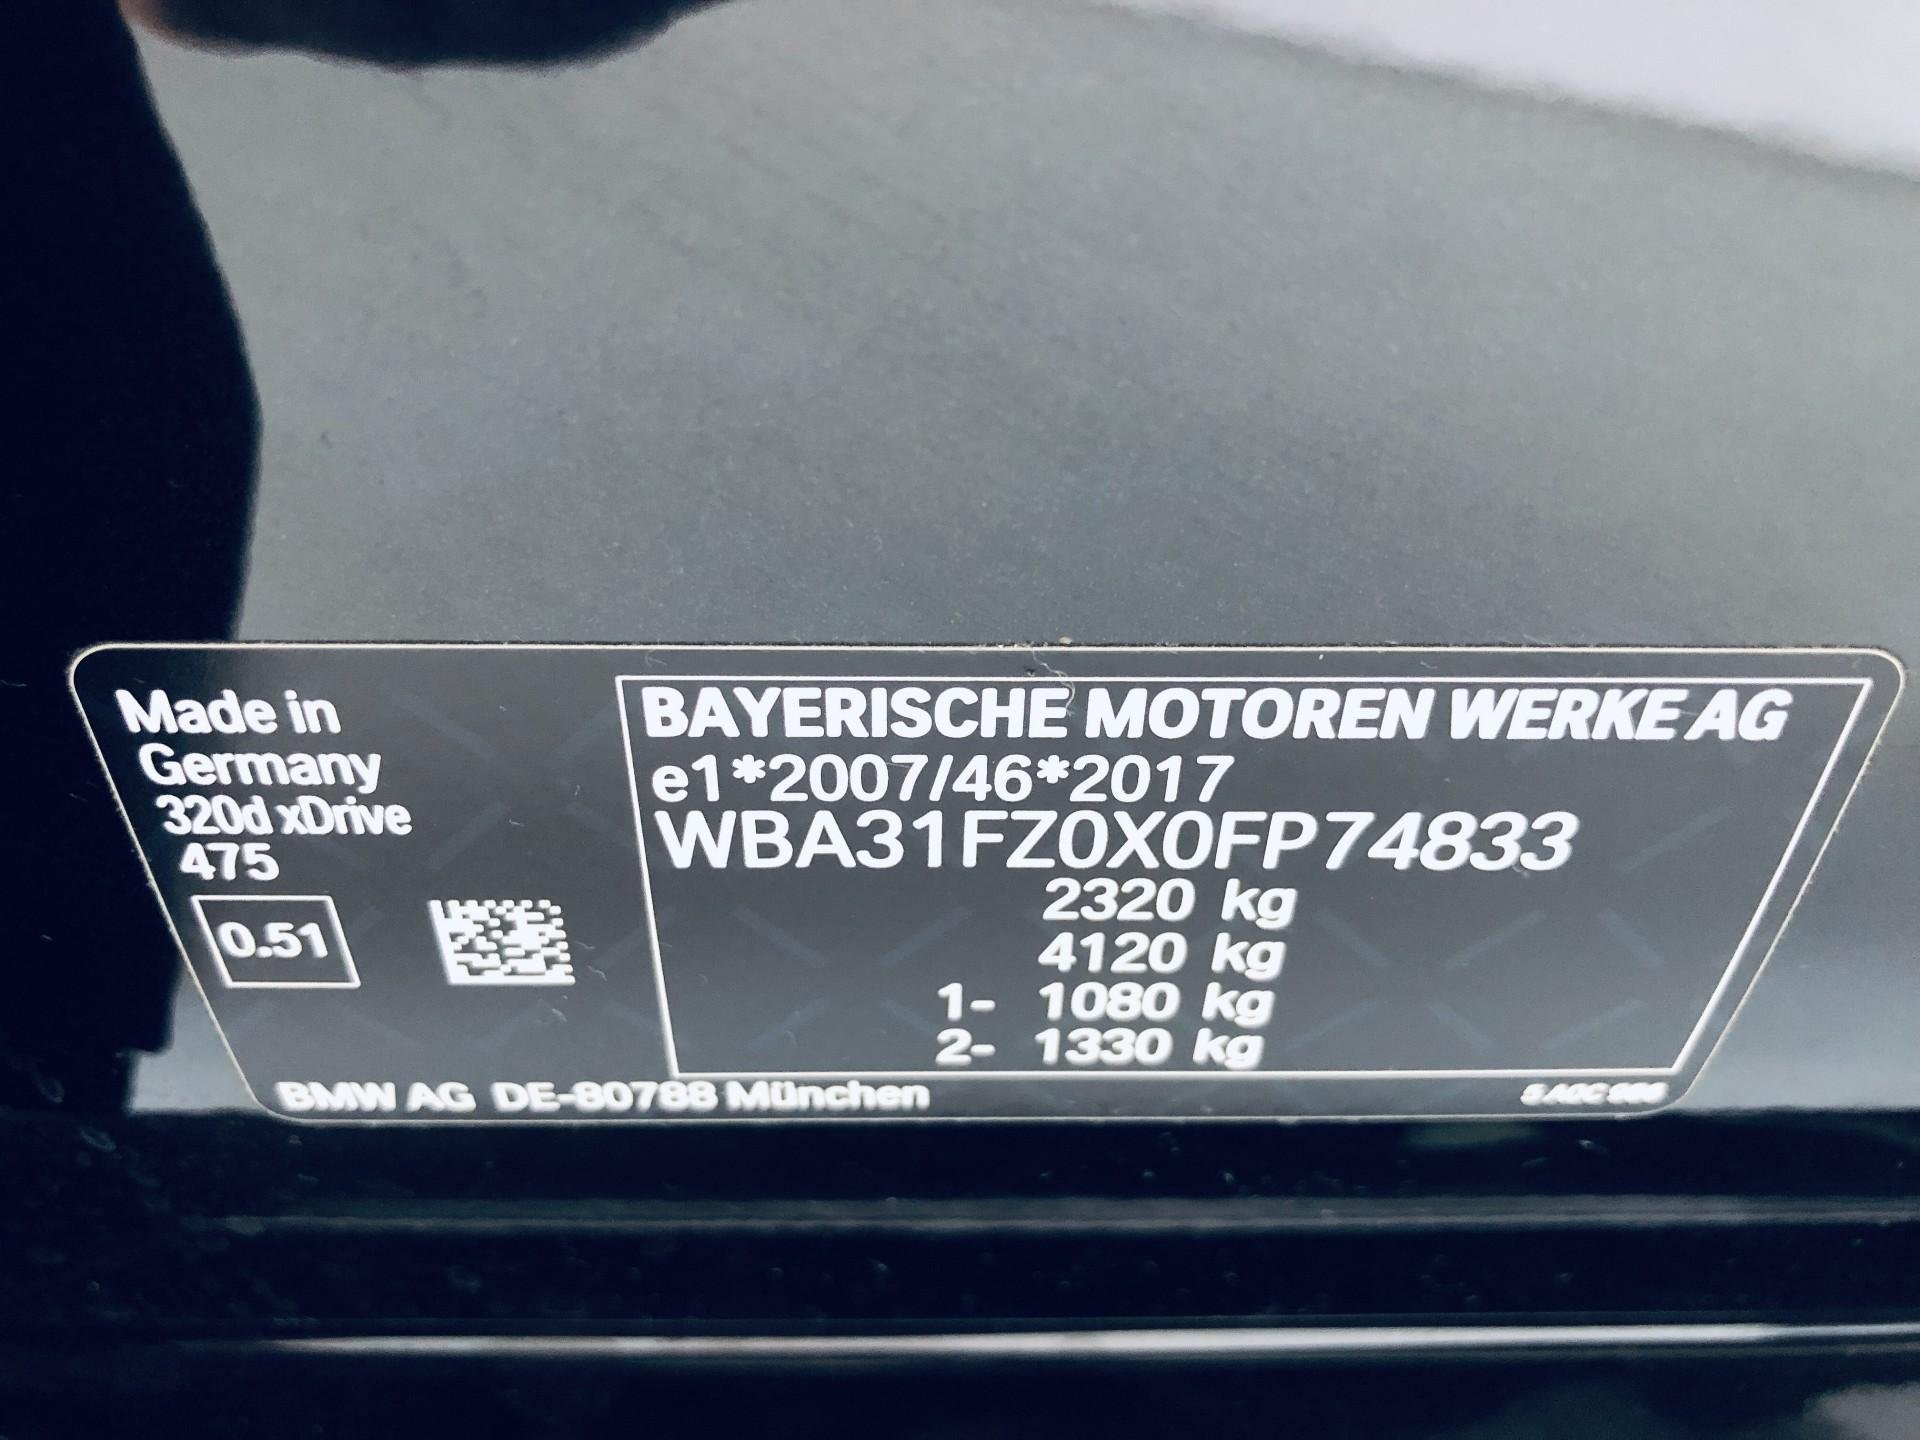 Made in
Germany
320d xDrive
475
0.51
BAYERISCHE MOTOREN WERKE AG
e1*2007/46*2017
WBA31FZ0X0FP74833
2320 kg
4120 kg
1- 1080 kg
2- 1330 kg
BMW AG DE-80788 München